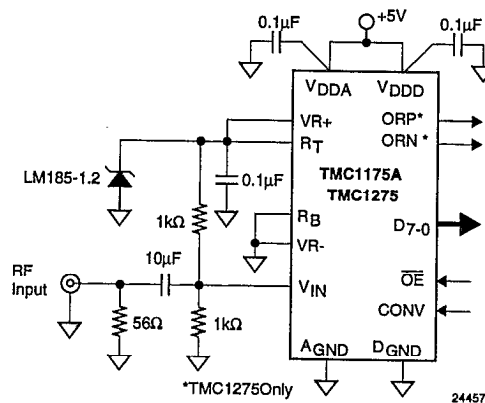 0.1µF
+5V
0.1µF
VDDA
VDDD
VR+
ORP*
RT
ORN *
LM185-1.2
0.1µF
TMC1175A
TMC1275
1kΩ
RB
D7-0
VR-
RF
Input
10µF
VIN
OE
CONV
56Ω
1kΩ
AGND
DGND
*TMC1275Only
24457